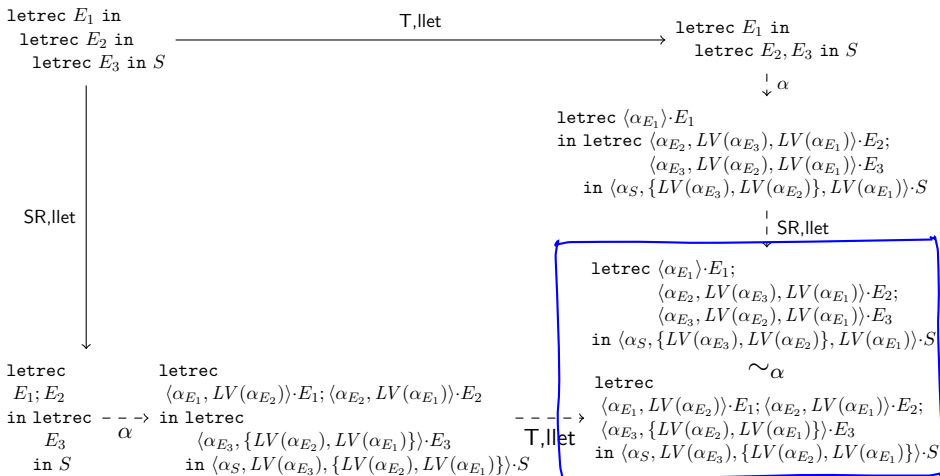 letrec E₁ in
letrec E₂ in
letrec E₃ in S
T,llet
letrec E₁ in
letrec E₂, E₃ in S
α
letrec ⟨α_{E₁}⟩·E₁
in letrec ⟨α_{E₂}, LV(α_{E₃}), LV(α_{E₁})⟩·E₂;
⟨α_{E₃}, LV(α_{E₂}), LV(α_{E₁})⟩·E₃
in ⟨α_S, {LV(α_{E₃}), LV(α_{E₂})}, LV(α_{E₁})⟩·S
SR,llet
SR,llet
letrec ⟨α_{E₁}⟩·E₁;
⟨α_{E₂}, LV(α_{E₃}), LV(α_{E₁})⟩·E₂;
⟨α_{E₃}, LV(α_{E₂}), LV(α_{E₁})⟩·E₃
in ⟨α_S, {LV(α_{E₃}), LV(α_{E₂})}, LV(α_{E₁})⟩·S
∼_α
letrec
E₁; E₂
in letrec
E₃
in S
α
letrec
⟨α_{E₁}, LV(α_{E₂})⟩·E₁; ⟨α_{E₂}, LV(α_{E₁})⟩·E₂
in letrec
⟨α_{E₃}, {LV(α_{E₂}), LV(α_{E₁})}⟩·E₃
in ⟨α_S, LV(α_{E₃}), {LV(α_{E₂}), LV(α_{E₁})}⟩·S
T,llet
letrec
⟨α_{E₁}, LV(α_{E₂})⟩·E₁; ⟨α_{E₂}, LV(α_{E₁})⟩·E₂;
⟨α_{E₃}, {LV(α_{E₂}), LV(α_{E₁})}⟩·E₃
in ⟨α_S, LV(α_{E₃}), {LV(α_{E₂}), LV(α_{E₁})}⟩·S